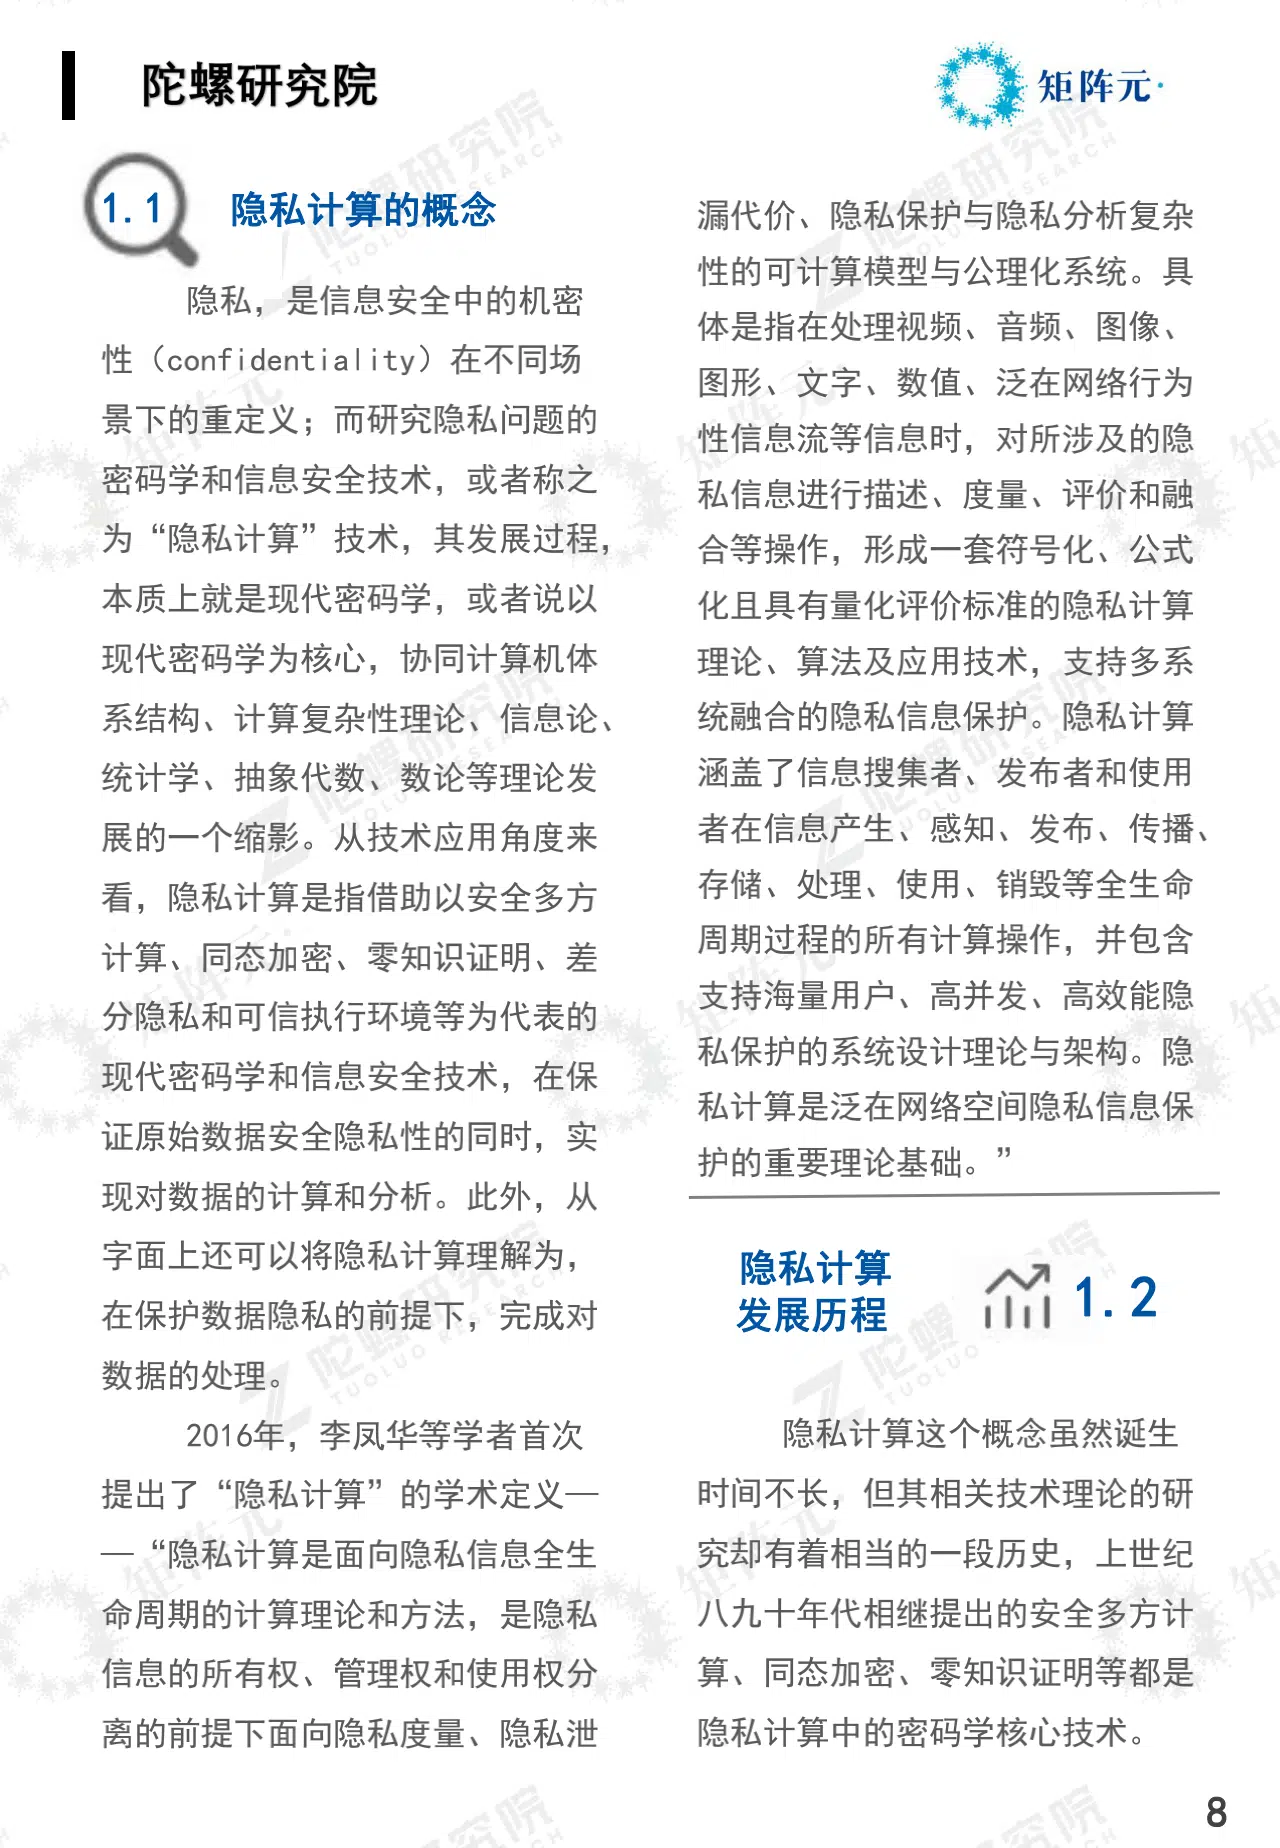 陀螺研究院
矩阵元
1.1
隐私计算的概念
隐私，是信息安全中的机密
性（confidentiality）在不同场
景下的重定义；而研究隐私问题的
密码学和信息安全技术，或者称之
为“隐私计算”技术，其发展过程，
本质上就是现代密码学，或者说以
现代密码学为核心，协同计算机体
系结构、计算复杂性理论、信息论、
统计学、抽象代数、数论等理论发
展的一个缩影。从技术应用角度来
看，隐私计算是指借助以安全多方
计算、同态加密、零知识证明、差
分隐私和可信执行环境等为代表的
现代密码学和信息安全技术，在保
证原始数据安全隐私性的同时，实
现对数据的计算和分析。此外，从
字面上还可以将隐私计算理解为，
在保护数据隐私的前提下，完成对
数据的处理。
2016年，李凤华等学者首次
提出了“隐私计算”的学术定义—
—“隐私计算是面向隐私信息全生
命周期的计算理论和方法，是隐私
信息的所有权、管理权和使用权分
离的前提下面向隐私度量、隐私泄
漏代价、隐私保护与隐私分析复杂
性的可计算模型与公理化系统。具
体是指在处理视频、音频、图像、
图形、文字、数值、泛在网络行为
性信息流等信息时，对所涉及的隐
私信息进行描述、度量、评价和融
合等操作，形成一套符号化、公式
化且具有量化评价标准的隐私计算
理论、算法及应用技术，支持多系
统融合的隐私信息保护。隐私计算
涵盖了信息搜集者、发布者和使用
者在信息产生、感知、发布、传播、
存储、处理、使用、销毁等全生命
周期过程的所有计算操作，并包含
支持海量用户、高并发、高效能隐
私保护的系统设计理论与架构。隐
私计算是泛在网络空间隐私信息保
护的重要理论基础。”
隐私计算
发展历程
1.2
隐私计算这个概念虽然诞生
时间不长，但其相关技术理论的研
究却有着相当的一段历史，上世纪
八九十年代相继提出的安全多方计
算、同态加密、零知识证明等都是
隐私计算中的密码学核心技术。
8